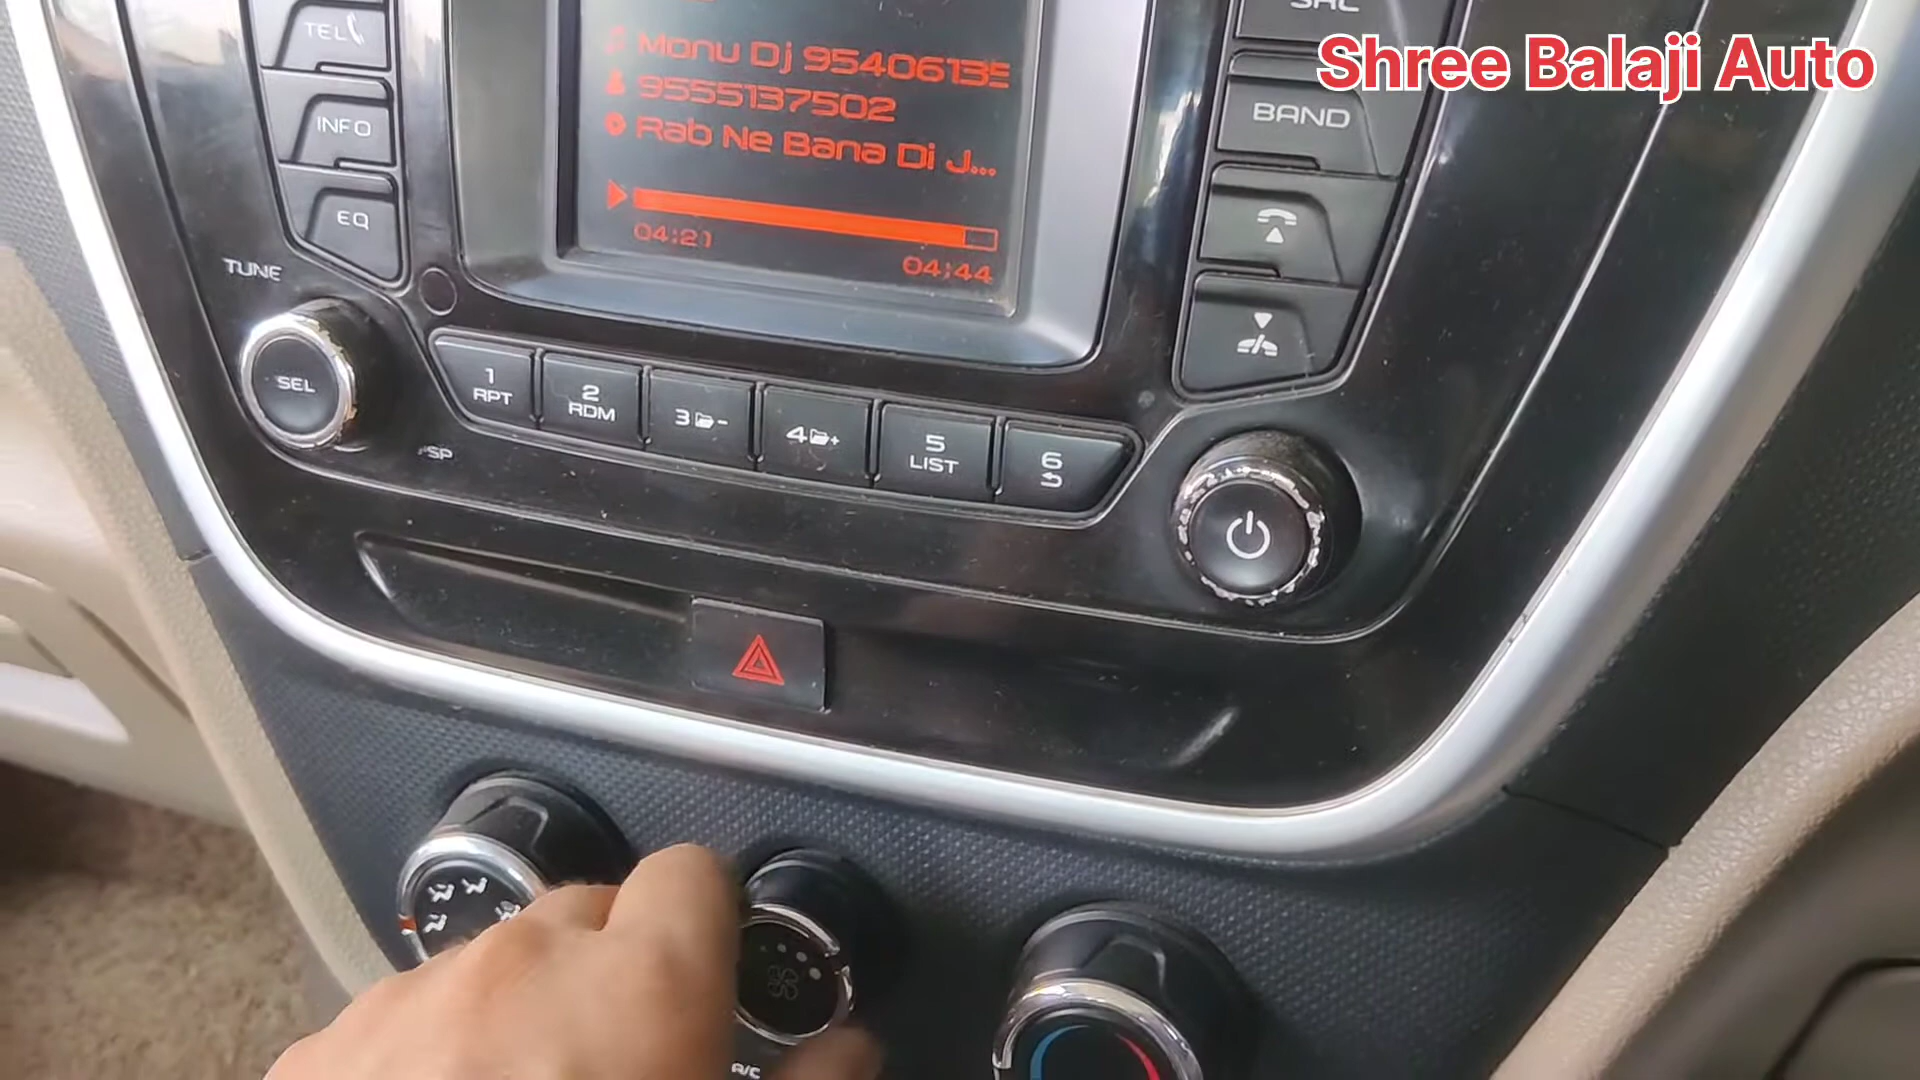 Shree Balaji Auto
TEL
Monu Dj 9540613
9555137502
Rab Ne Bana Di J...
04:21
04:44
INFO
BAND
EQ
TUNE
SEL
1
RPT
2
RDM
3 -
4 +
5
LIST
6
A/C